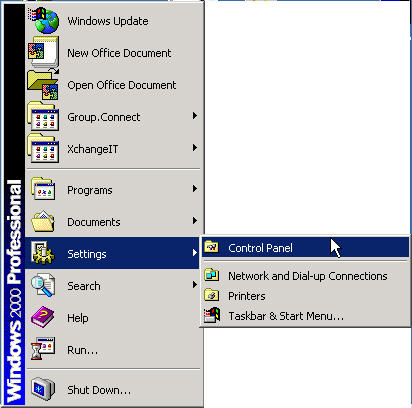 Windows Update
New Office Document
Open Office Document
Group.Connect
XchangeIT
Programs
Documents
Settings
Search
Help
Run...
Shut Down...
Control Panel
Network and Dial-up Connections
Printers
Taskbar & Start Menu...
Windows 2000 Professional